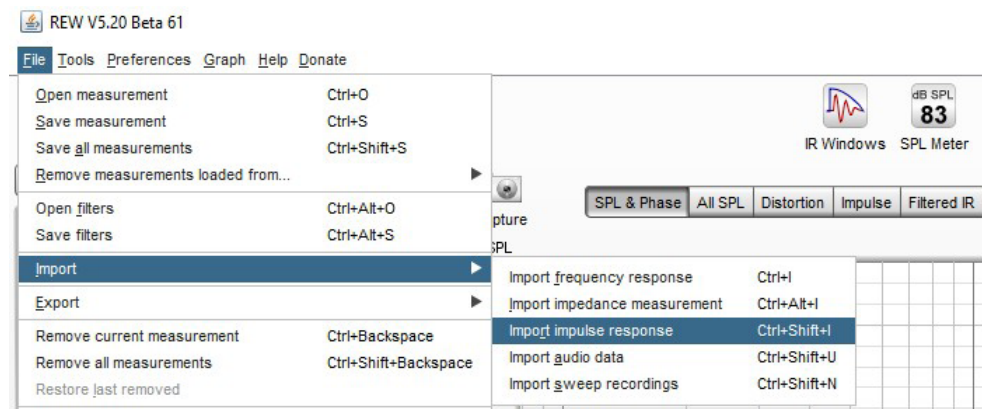 REW V5.20 Beta 61
File Tools Preferences Graph Help Donate
Open measurement Ctrl+O
Save measurement Ctrl+S
Save all measurements Ctrl+Shift+S
Remove measurements loaded from...
Open filters Ctrl+Alt+O
Save filters Ctrl+Alt+S
Import
Export
Remove current measurement Ctrl+Backspace
Remove all measurements Ctrl+Shift+Backspace
Restore last removed
dB SPL
83
IR Windows SPL Meter
pture
SPL & Phase All SPL Distortion Impulse Filtered IR
SPL
Import frequency response Ctrl+I
Import impedance measurement Ctrl+Alt+I
Import impulse response Ctrl+Shift+I
Import audio data Ctrl+Shift+U
Import sweep recordings Ctrl+Shift+N